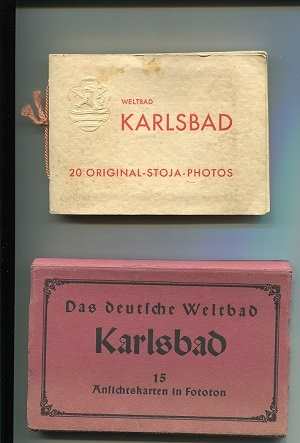 WELTBAD
KARLSBAD
20 ORIGINAL-STOJA-PHOTOS
Das deutsche Weltbad
Karlsbad
15
Ansichtskarten in Fototon